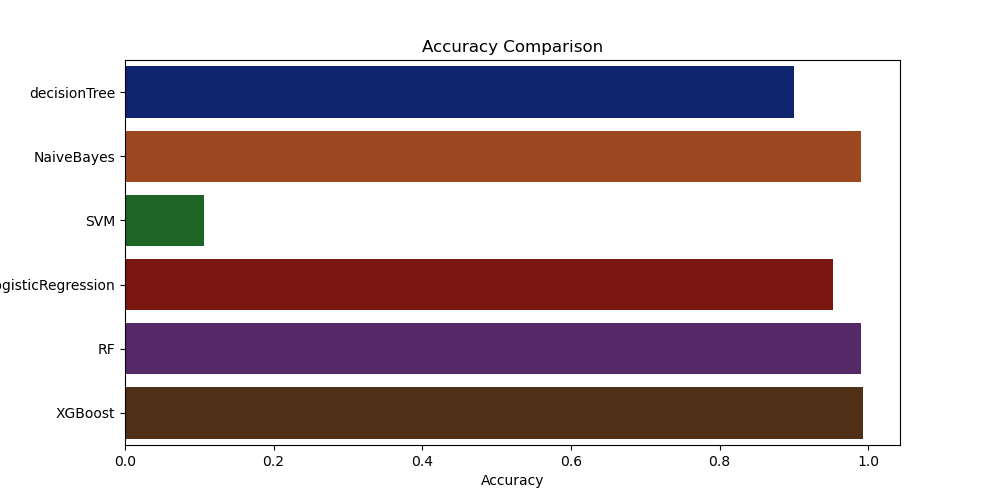 Accuracy Comparison
decisionTree
NaiveBayes
SVM
ogisticRegression
RF
XGBoost
0.0 0.2 0.4 0.6 0.8 1.0
Accuracy